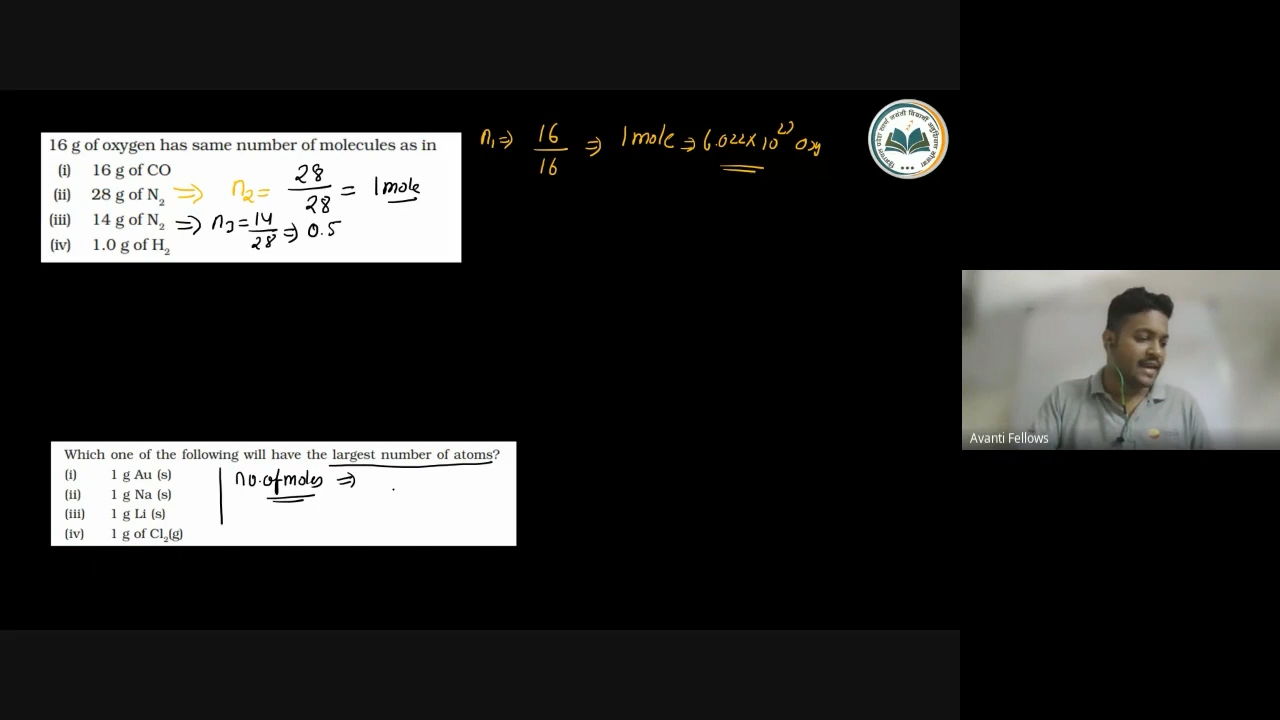 16 g of oxygen has same number of molecules as in
(i) 16 g of CO
(ii) 28 g of N₂ ⇒ n₂ = 28/28 = 1 mole
(iii) 14 g of N₂ ⇒ n₃ = 14/28 ⇒ 0.5
(iv) 1.0 g of H₂
n₁ ⇒ 16/16 ⇒ 1 mole ⇒ 6.022 × 10²³ oxy
Avanti Fellows
Which one of the following will have the largest number of atoms?
(i) 1 g Au (s)
(ii) 1 g Na (s)
(iii) 1 g Li (s)
(iv) 1 g of Cl₂(g)
no. of moles ⇒